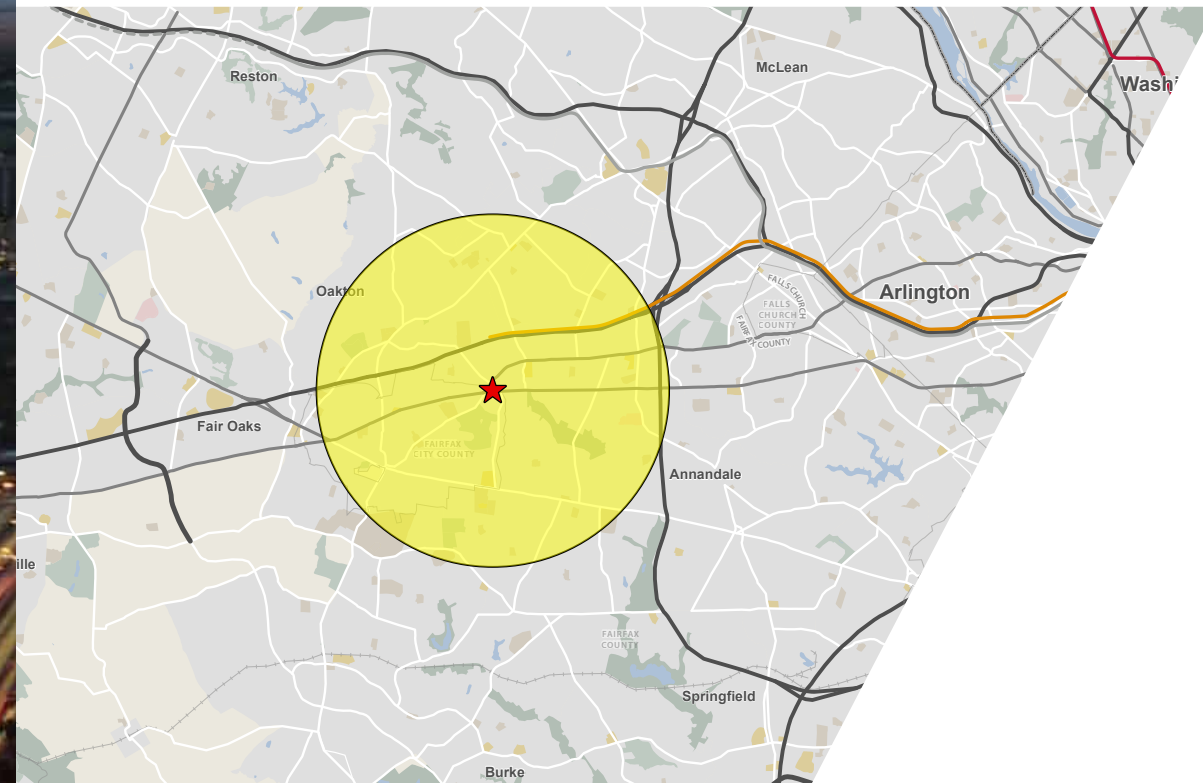 McLean
Reston
Washi
Oakton
Arlington
FALLS CHURCH
FALLS
CHURCH
COUNTY
FAIRFAX
COUNTY
Fair Oaks
FAIRFAX
CITY COUNTY
Annandale
ille
FAIRFAX
COUNTY
Springfield
Burke